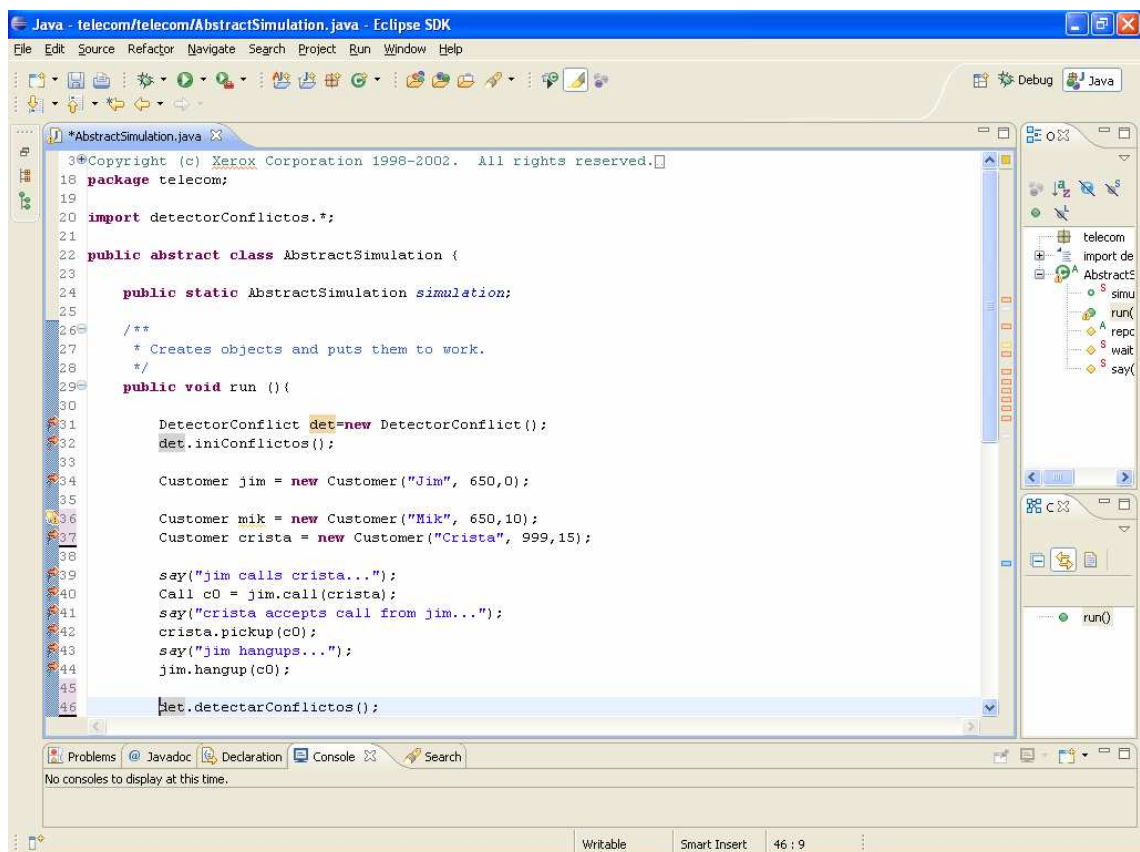 Java - telecom/telecom/AbstractSimulation.java - Eclipse SDK
File Edit Source Refactor Navigate Search Project Run Window Help
Debug Java
*AbstractSimulation.java
3 Copyright (c) Xerox Corporation 1998-2002.  All rights reserved.
18 package telecom;
19
20 import detectorConflictos.*;
21
22 public abstract class AbstractSimulation {
23
24     public static AbstractSimulation simulation;
25
26     /**
27      * Creates objects and puts them to work.
28      */
29     public void run (){
30
31         DetectorConflict det=new DetectorConflict();
32         det.iniConflictos();
33
34         Customer jim = new Customer("Jim", 650,0);
35
36         Customer mik = new Customer("Mik", 650,10);
37         Customer crista = new Customer("Crista", 999,15);
38
39         say("jim calls crista...");
40         Call c0 = jim.call(crista);
41         say("crista accepts call from jim...");
42         crista.pickup(c0);
43         say("jim hangups...");
44         jim.hangup(c0);
45
46         det.detectarConflictos();
O
telecom
import de
AbstractS
simu
run(
repo
wait
say(
C
run()
Problems @ Javadoc Declaration Console Search
No consoles to display at this time.
Writable Smart Insert 46 : 9